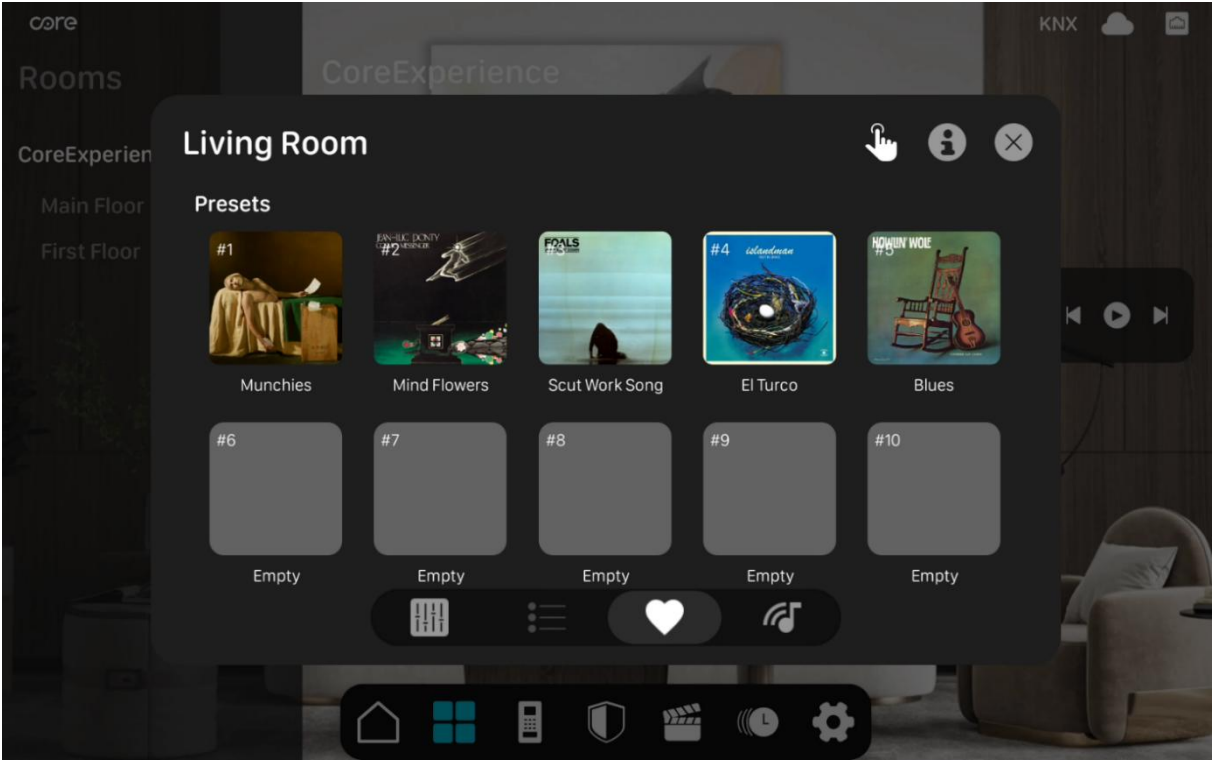 core
KNX
Rooms
CoreExperience
CoreExperien
Main Floor
First Floor
Living Room
Presets
#1
#2
JEAN-LUC PONTY
#3
FOALS
#4
islandman
#5
HOWLIN' WOLF
Munchies
Mind Flowers
Scut Work Song
El Turco
Blues
#6
#7
#8
#9
#10
Empty
Empty
Empty
Empty
Empty